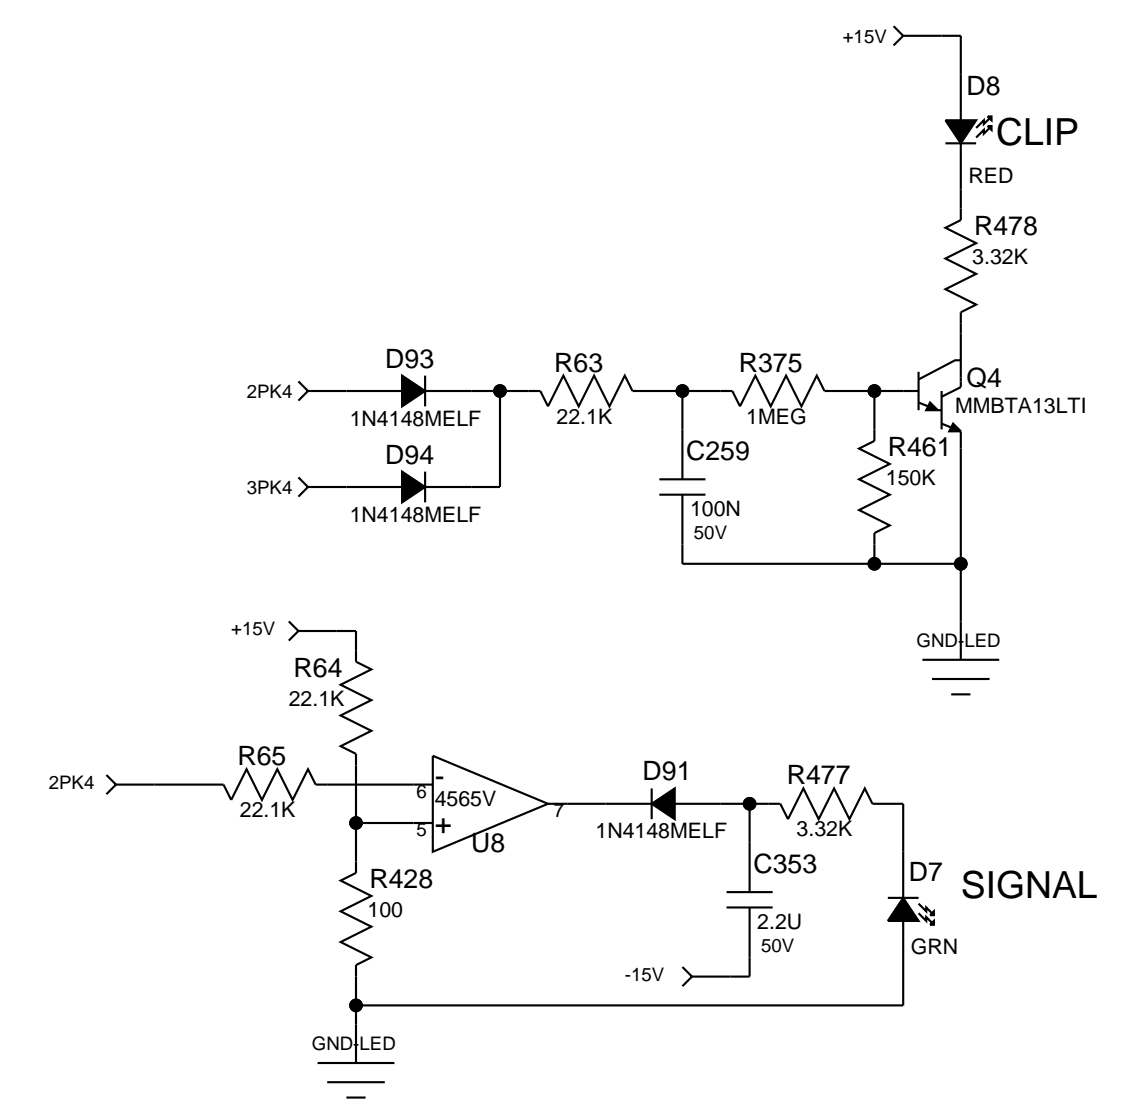 +15V
D8
CLIP
RED
R478
3.32K
D93
R63
R375
Q4
2PK4
1N4148MELF
22.1K
1MEG
MMBTA13LTI
D94
C259
R461
150K
3PK4
1N4148MELF
100N
50V
+15V
GND-LED
R64
22.1K
R65
D91
R477
2PK4
22.1K
-
6
4565V
7
5
+
U8
1N4148MELF
3.32K
C353
D7
SIGNAL
R428
100
2.2U
50V
GRN
-15V
GND-LED